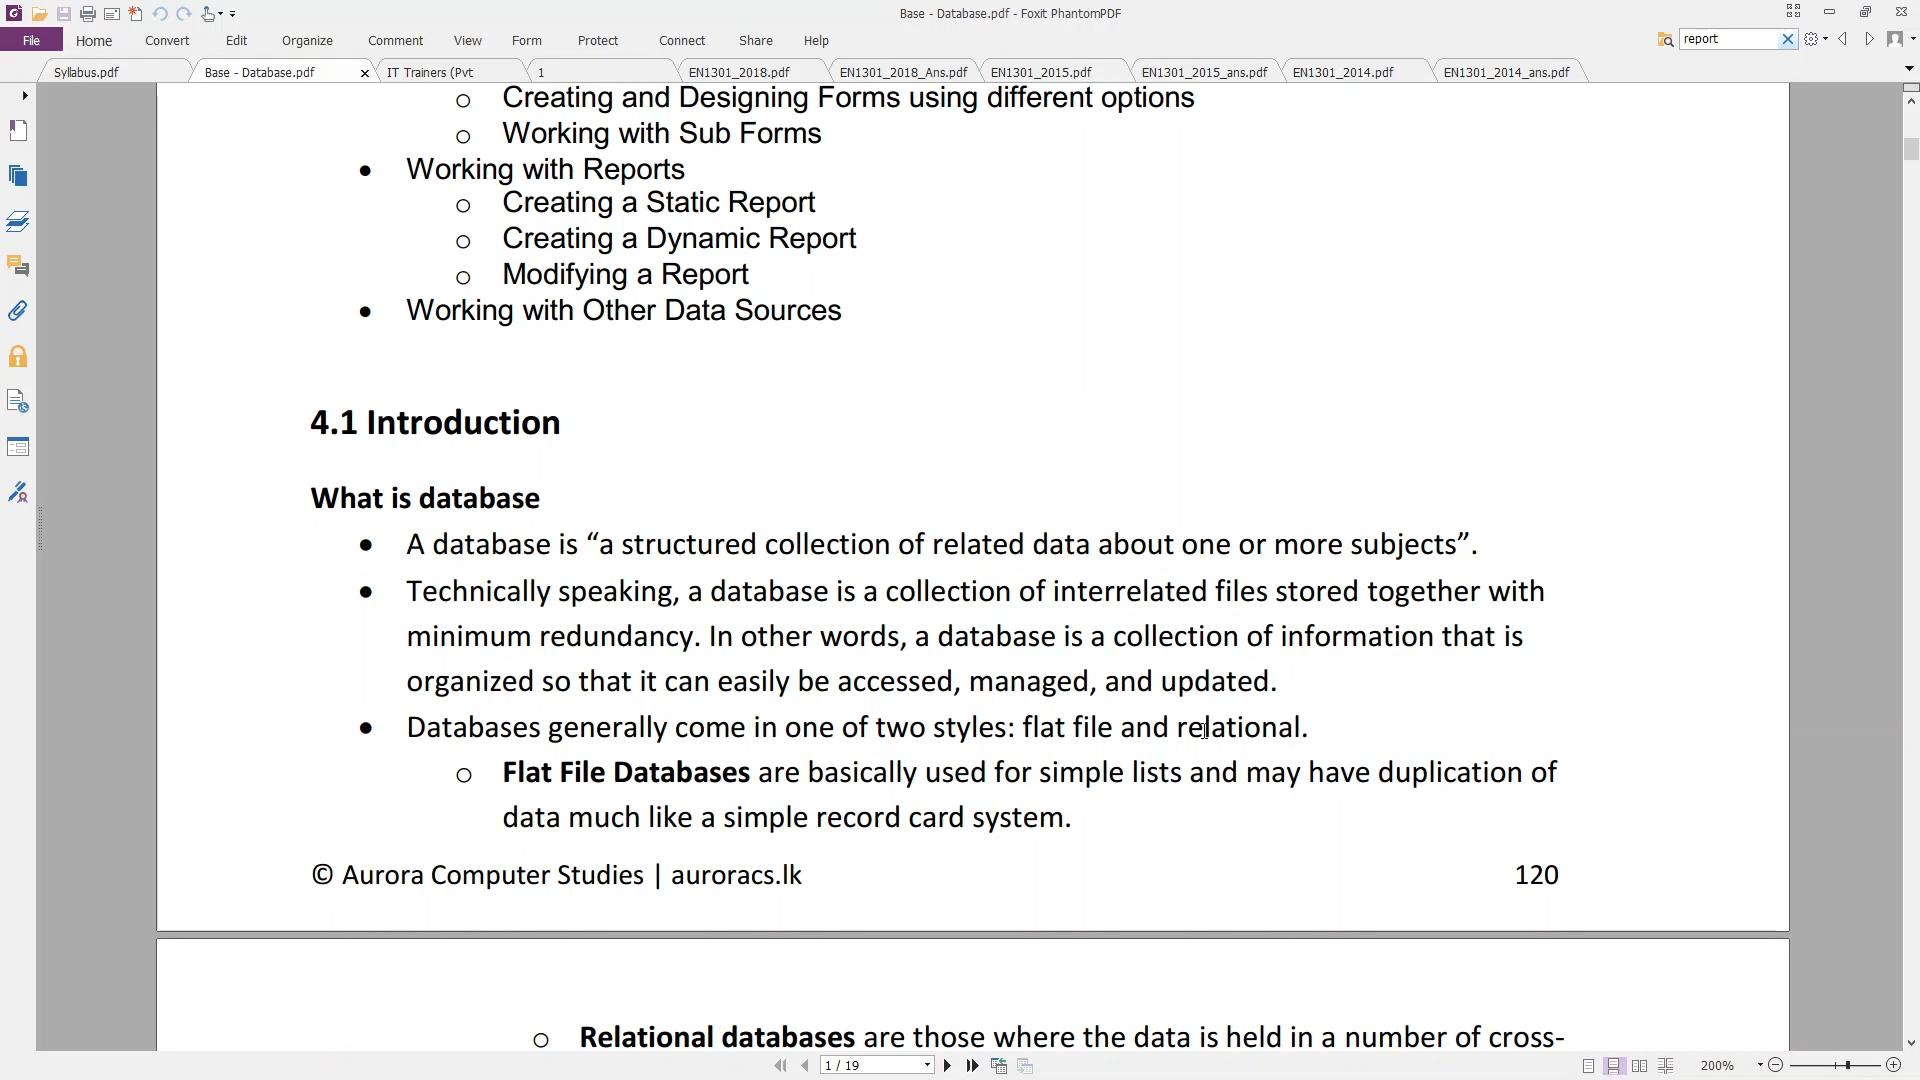 Base - Database.pdf - Foxit PhantomPDF
File Home Convert Edit Organize Comment View Form Protect Connect Share Help report
Syllabus.pdf Base - Database.pdf IT Trainers (Pvt 1 EN1301_2018.pdf EN1301_2018_Ans.pdf EN1301_2015.pdf EN1301_2015_ans.pdf EN1301_2014.pdf EN1301_2014_ans.pdf
o Creating and Designing Forms using different options
o Working with Sub Forms
• Working with Reports
o Creating a Static Report
o Creating a Dynamic Report
o Modifying a Report
• Working with Other Data Sources
4.1 Introduction
What is database
• A database is “a structured collection of related data about one or more subjects”.
• Technically speaking, a database is a collection of interrelated files stored together with
minimum redundancy. In other words, a database is a collection of information that is
organized so that it can easily be accessed, managed, and updated.
• Databases generally come in one of two styles: flat file and relational.
o Flat File Databases are basically used for simple lists and may have duplication of
data much like a simple record card system.
© Aurora Computer Studies | auroracs.lk 120
o Relational databases are those where the data is held in a number of cross-
1 / 19 200%